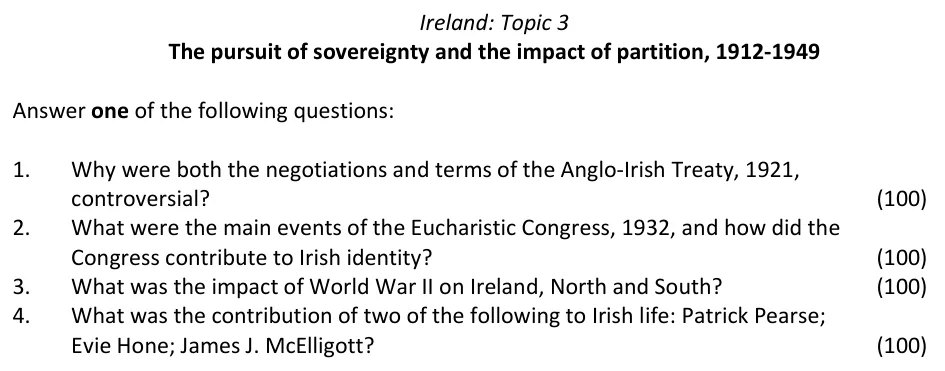 Ireland: Topic 3
The pursuit of sovereignty and the impact of partition, 1912-1949
Answer one of the following questions:
1. Why were both the negotiations and terms of the Anglo-Irish Treaty, 1921,
controversial? (100)
2. What were the main events of the Eucharistic Congress, 1932, and how did the
Congress contribute to Irish identity? (100)
3. What was the impact of World War II on Ireland, North and South? (100)
4. What was the contribution of two of the following to Irish life: Patrick Pearse;
Evie Hone; James J. McElligott? (100)